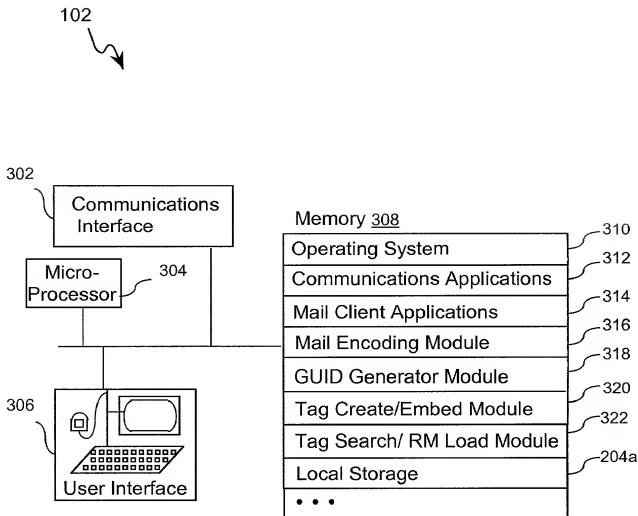 102
302
Communications
Interface
Micro-
Processor
304
306
User Interface
Memory 308
Operating System
310
Communications Applications
312
Mail Client Applications
314
Mail Encoding Module
316
GUID Generator Module
318
Tag Create/Embed Module
320
Tag Search/ RM Load Module
322
Local Storage
204a
• • •